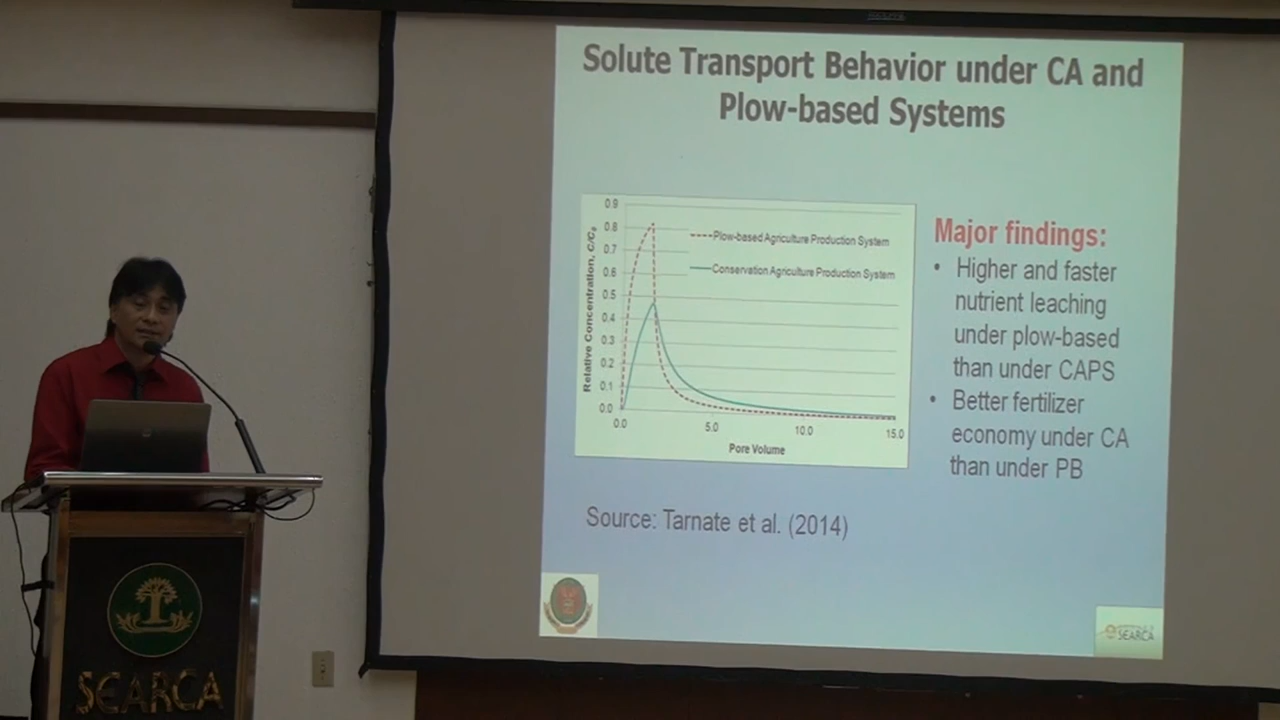 Solute Transport Behavior under CA and
Plow-based Systems
0.9
0.8
0.7
0.6
0.5
0.4
0.3
0.2
0.1
0.0
Relative Concentration, C/C₀
Plow-based Agriculture Production System
Conservation Agriculture Production System
0.0 5.0 10.0 15.0
Pore Volume
Major findings:
• Higher and faster
nutrient leaching
under plow-based
than under CAPS
• Better fertilizer
economy under CA
than under PB
Source: Tarnate et al. (2014)
SEARCA
SEARCA